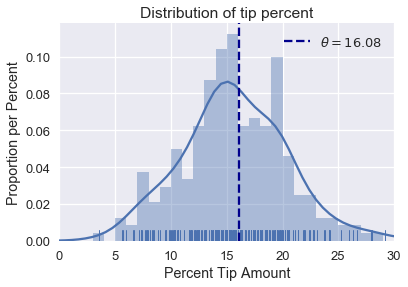 Distribution of tip percent
θ = 16.08
0.10
0.08
0.06
0.04
0.02
0.00
Proportion per Percent
0 5 10 15 20 25 30
Percent Tip Amount